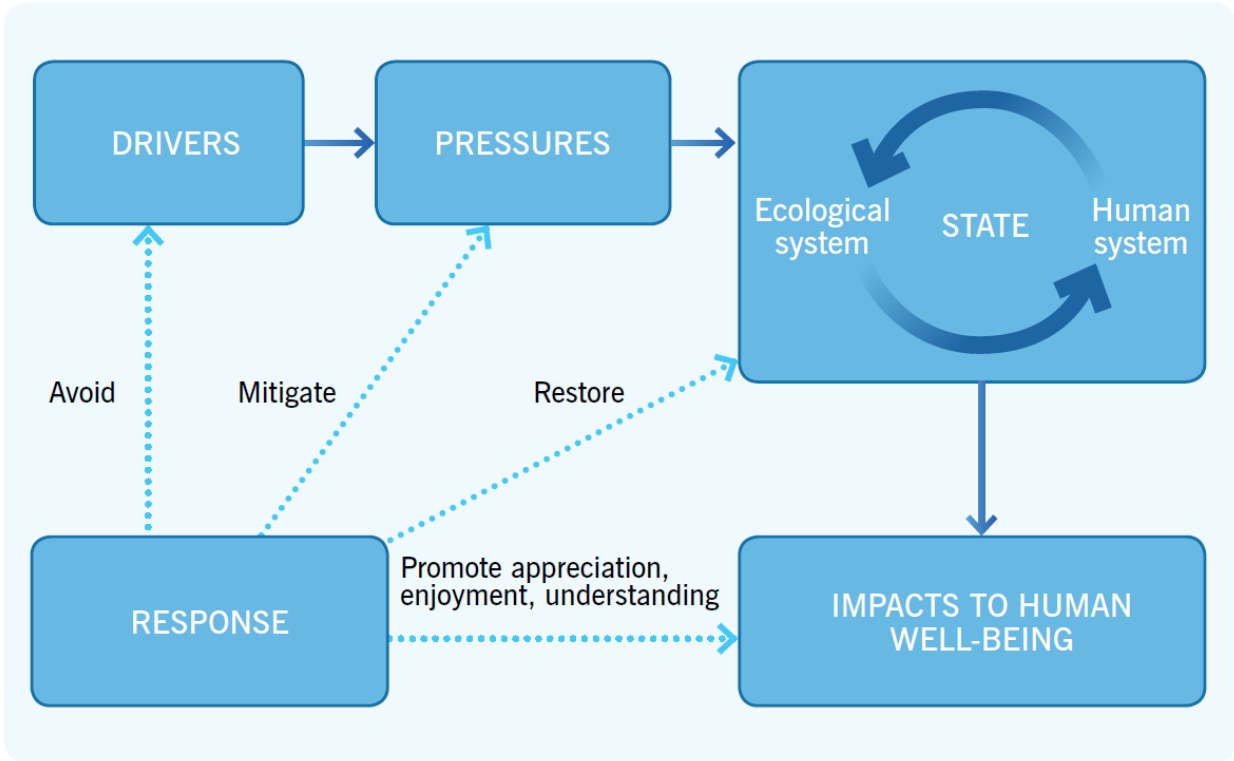 DRIVERS
PRESSURES
Ecological
system
STATE
Human
system
Avoid
Mitigate
Restore
Promote appreciation,
enjoyment, understanding
RESPONSE
IMPACTS TO HUMAN
WELL-BEING